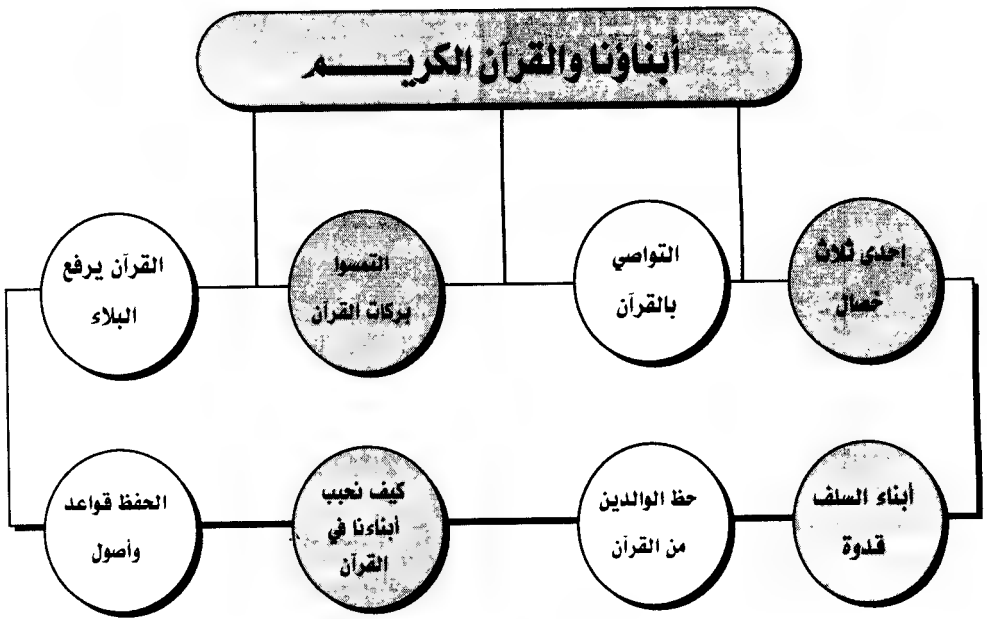 أبناؤنا والقرآن الكريـــــم
إحدى ثلاث
خصال
التواصي
بالقرآن
التمسوا
بركات القرآن
القرآن يرفع
البلاء
أبناء السلف
قدوة
حظ الوالدين
من القرآن
كيف نحبب
أبناءنا في
القرآن
الحفظ قواعد
وأصول